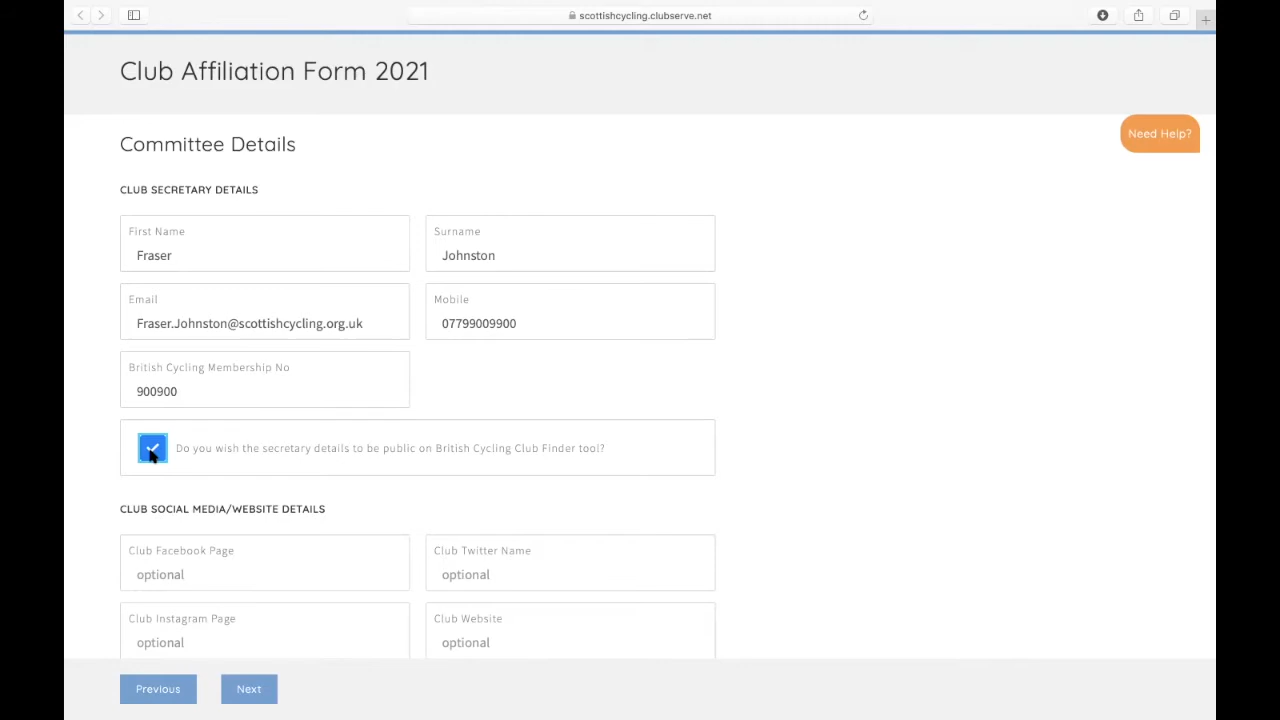 scottishcycling.clubserve.net
Club Affiliation Form 2021
Need Help?
Committee Details
CLUB SECRETARY DETAILS
First Name
Fraser
Surname
Johnston
Email
Fraser.Johnston@scottishcycling.org.uk
Mobile
07799009900
British Cycling Membership No
900900
Do you wish the secretary details to be public on British Cycling Club Finder tool?
CLUB SOCIAL MEDIA/WEBSITE DETAILS
Club Facebook Page
optional
Club Twitter Name
optional
Club Instagram Page
optional
Club Website
optional
Previous
Next